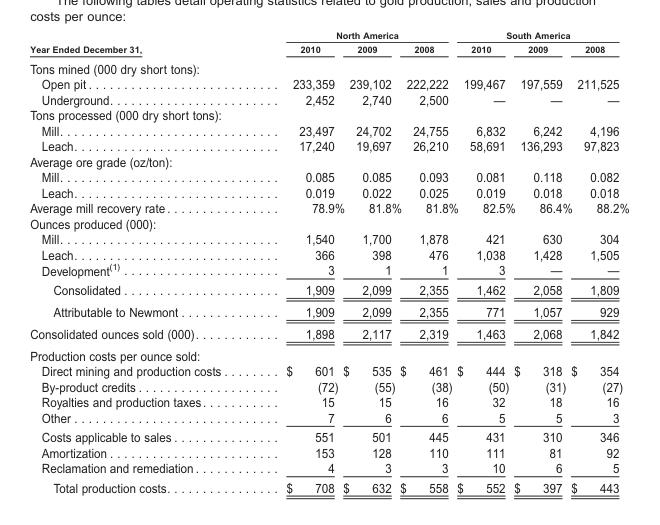 The following tables detail operating statistics related to gold production, sales and production
costs per ounce:
North America South America
Year Ended December 31, 2010 2009 2008 2010 2009 2008
Tons mined (000 dry short tons):
Open pit . . . . . . . . . . . . . . . . . . . . . . . . . . . 233,359 239,102 222,222 199,467 197,559 211,525
Underground. . . . . . . . . . . . . . . . . . . . . . . . 2,452 2,740 2,500 — — —
Tons processed (000 dry short tons):
Mill. . . . . . . . . . . . . . . . . . . . . . . . . . . . . . . 23,497 24,702 24,755 6,832 6,242 4,196
Leach. . . . . . . . . . . . . . . . . . . . . . . . . . . . . 17,240 19,697 26,210 58,691 136,293 97,823
Average ore grade (oz/ton):
Mill. . . . . . . . . . . . . . . . . . . . . . . . . . . . . . . 0.085 0.085 0.093 0.081 0.118 0.082
Leach. . . . . . . . . . . . . . . . . . . . . . . . . . . . . 0.019 0.022 0.025 0.019 0.018 0.018
Average mill recovery rate . . . . . . . . . . . . . . . 78.9% 81.8% 81.8% 82.5% 86.4% 88.2%
Ounces produced (000):
Mill. . . . . . . . . . . . . . . . . . . . . . . . . . . . . . . 1,540 1,700 1,878 421 630 304
Leach. . . . . . . . . . . . . . . . . . . . . . . . . . . . . 366 398 476 1,038 1,428 1,505
Development(1) . . . . . . . . . . . . . . . . . . . . . . 3 1 1 3 — —
Consolidated . . . . . . . . . . . . . . . . . . . . . . . 1,909 2,099 2,355 1,462 2,058 1,809
Attributable to Newmont . . . . . . . . . . . . . . 1,909 2,099 2,355 771 1,057 929
Consolidated ounces sold (000). . . . . . . . . . . 1,898 2,117 2,319 1,463 2,068 1,842
Production costs per ounce sold:
Direct mining and production costs . . . . . . . . $ 601 $ 535 $ 461 $ 444 $ 318 $ 354
By-product credits . . . . . . . . . . . . . . . . . . . (72) (55) (38) (50) (31) (27)
Royalties and production taxes. . . . . . . . . . . 15 15 16 32 18 16
Other . . . . . . . . . . . . . . . . . . . . . . . . . . . . . 7 6 6 5 5 3
Costs applicable to sales . . . . . . . . . . . . . . . 551 501 445 431 310 346
Amortization . . . . . . . . . . . . . . . . . . . . . . . . 153 128 110 111 81 92
Reclamation and remediation . . . . . . . . . . . . 4 3 3 10 6 5
Total production costs. . . . . . . . . . . . . . . . $ 708 $ 632 $ 558 $ 552 $ 397 $ 443